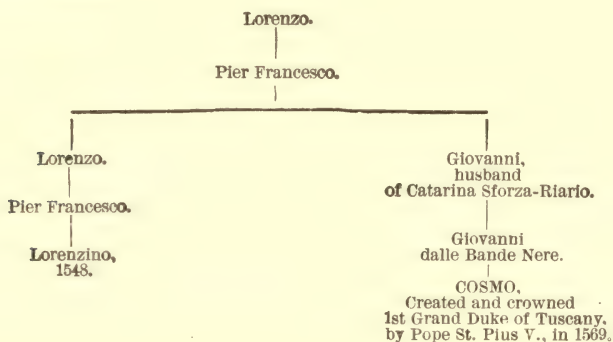 Lorenzo.
Pier Francesco.
Lorenzo.
Pier Francesco.
Lorenzino,
1548.
Giovanni,
husband
of Catarina Sforza-Riario.
Giovanni
dalle Bande Nere.
COSMO,
Created and crowned
1st Grand Duke of Tuscany.
by Pope St. Pius V., in 1569.